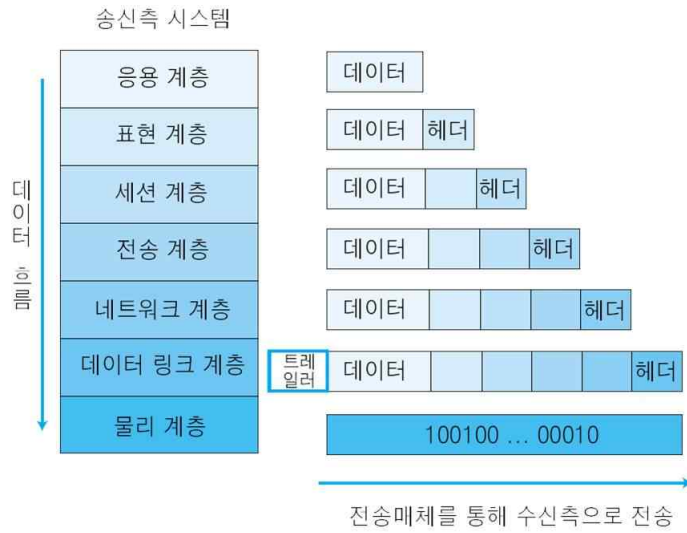 송신측 시스템
응용 계층
데이터
표현 계층
데이터 헤더
세션 계층
데이터 헤더
전송 계층
데이터 헤더
네트워크 계층
데이터 헤더
데이터 링크 계층
트레
일러
데이터 헤더
물리 계층
100100 ... 00010
데이터 흐름
전송매체를 통해 수신측으로 전송